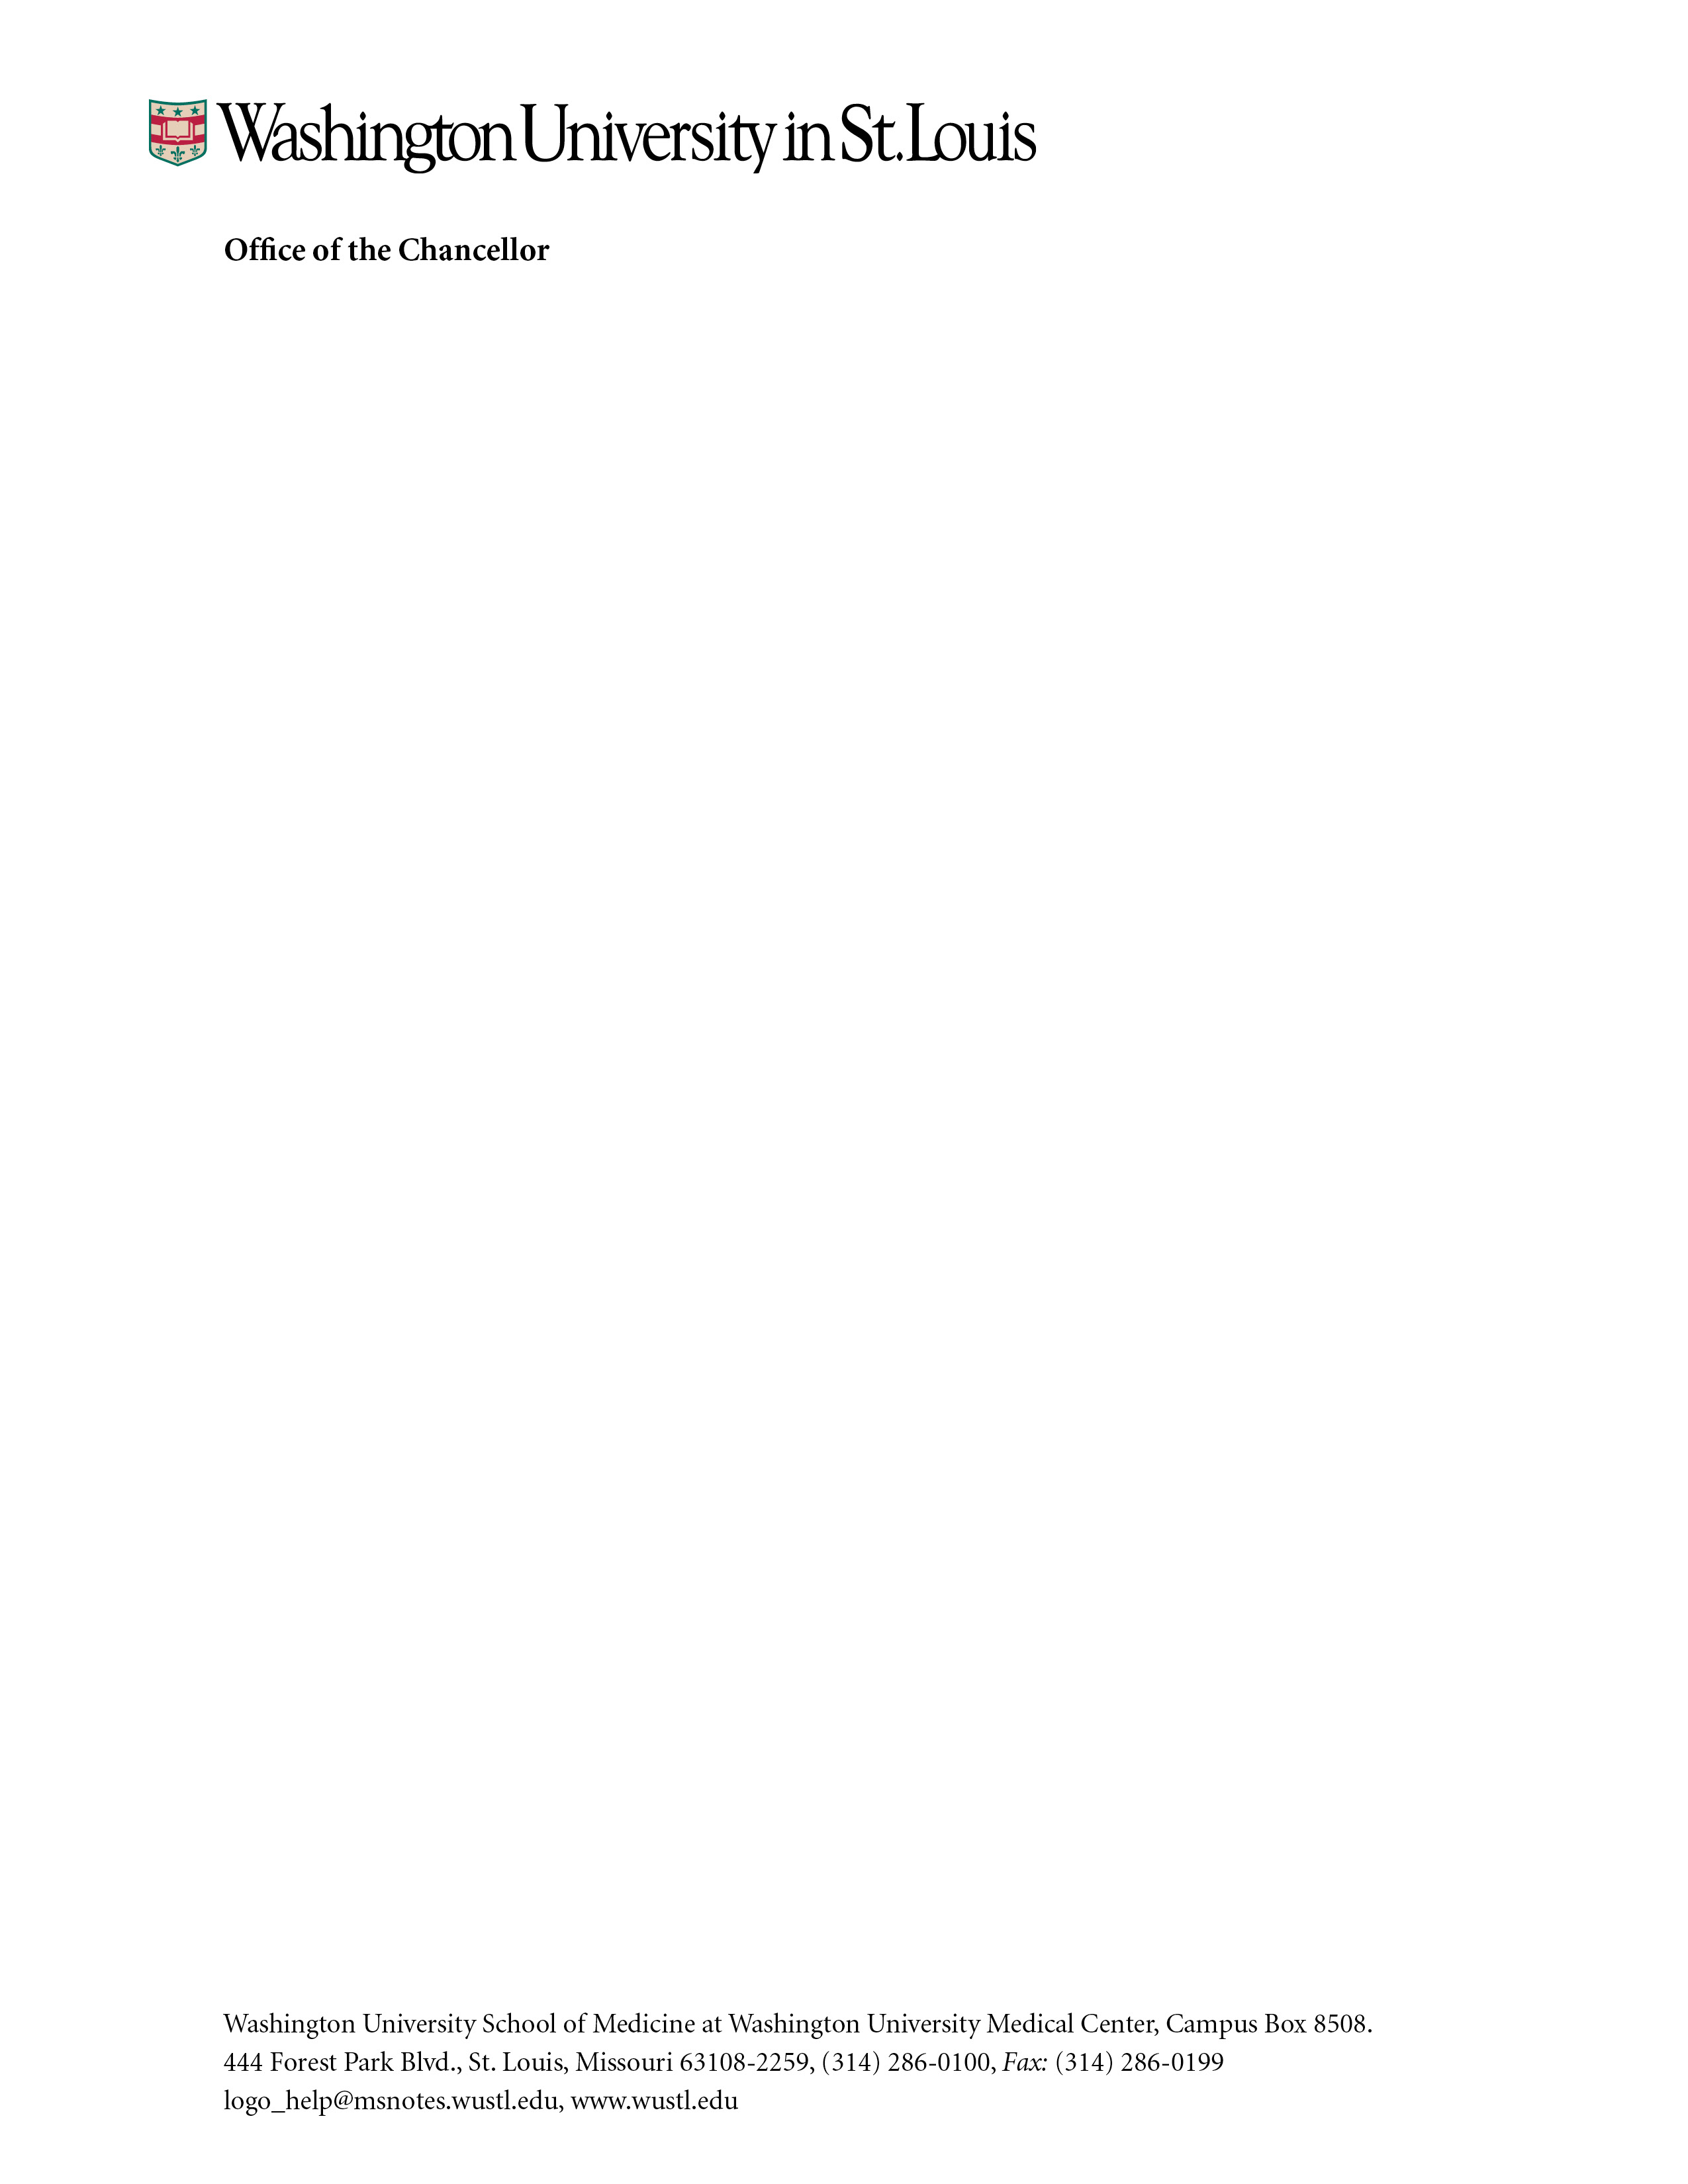 Washington University in St. Louis
Office of the Chancellor
Washington University School of Medicine at Washington University Medical Center, Campus Box 8508.
444 Forest Park Blvd., St. Louis, Missouri 63108-2259, (314) 286-0100, Fax: (314) 286-0199
logo_help@msnotes.wustl.edu, www.wustl.edu